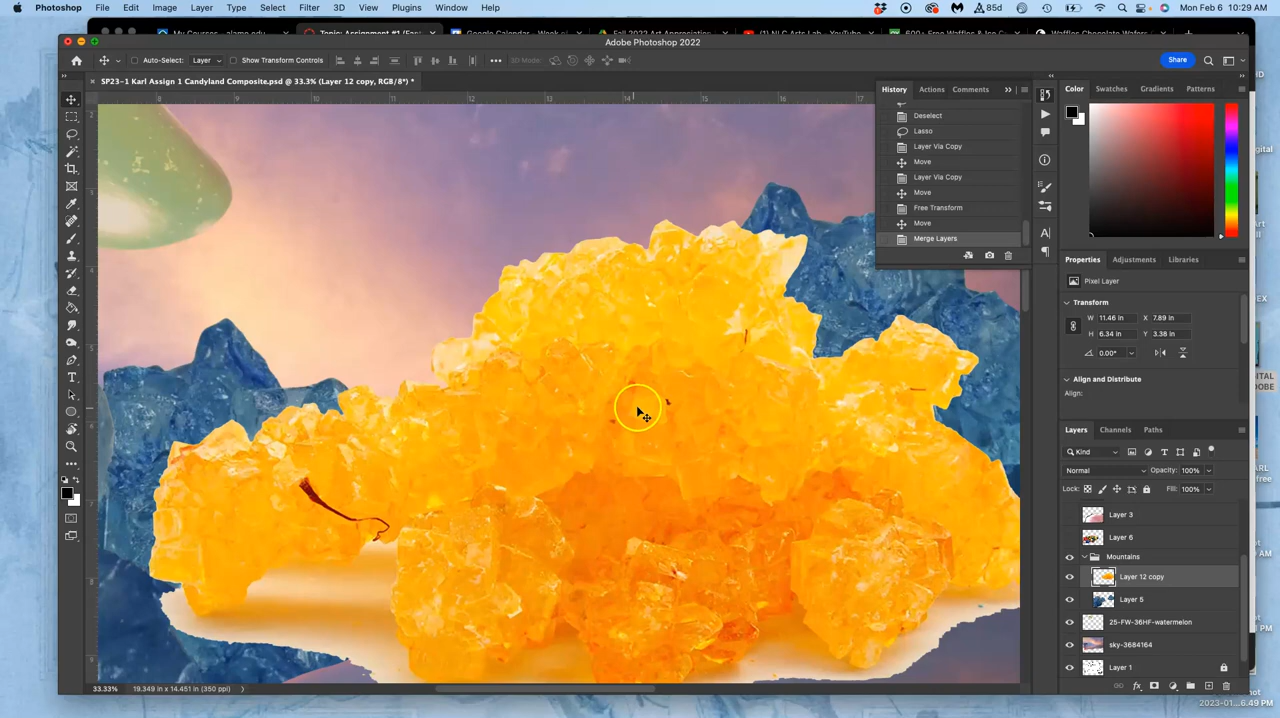 Photoshop File Edit Image Layer Type Select Filter 3D View Plugins Window Help 85d Mon Feb 6 10:29 AM
Adobe Photoshop 2022
Auto-Select: Layer Show Transform Controls 3D Mode: Share
SP23-1 Karl Assign 1 Candyland Composite.psd @ 33.3% (Layer 12 copy, RGB/8*) *
History Actions Comments
Deselect
Lasso
Layer Via Copy
Move
Layer Via Copy
Move
Free Transform
Move
Merge Layers
Color Swatches Gradients Patterns
Properties Adjustments Libraries
Pixel Layer
Transform
W 11.46 in X 7.89 in
H 6.34 in Y 3.38 in
0.00°
Align and Distribute
Align:
Layers Channels Paths
Kind
Normal Opacity: 100%
Lock: Fill: 100%
Layer 3
Layer 6
Mountains
Layer 12 copy
Layer 5
25-FW-36HF-watermelon
sky-3684164
Layer 1
33.33% 19.349 in x 14.451 in (350 ppi)